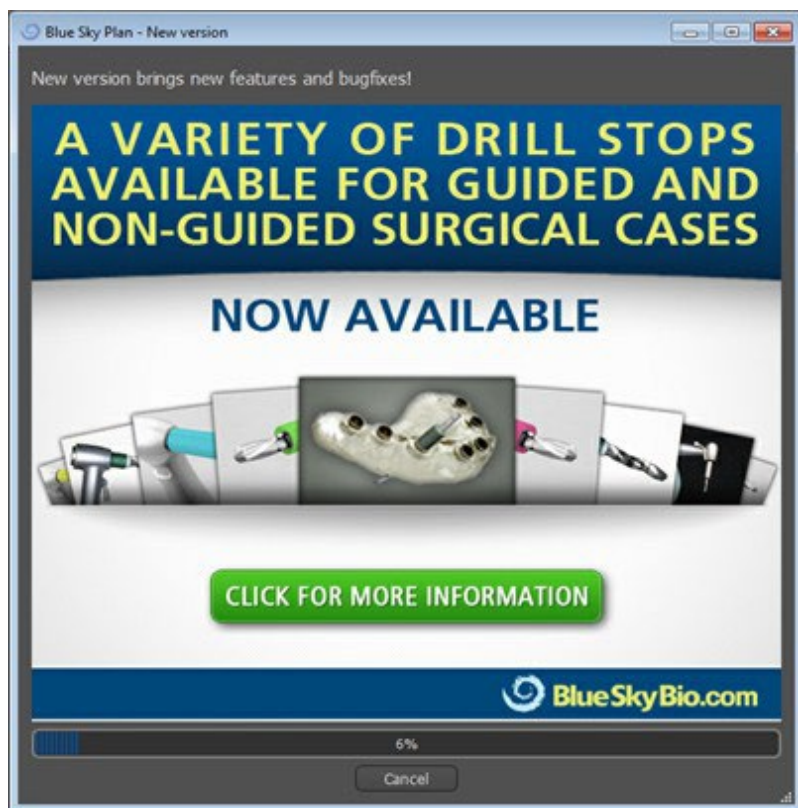 Blue Sky Plan - New version
New version brings new features and bugfixes!
A VARIETY OF DRILL STOPS
AVAILABLE FOR GUIDED AND
NON-GUIDED SURGICAL CASES
NOW AVAILABLE
CLICK FOR MORE INFORMATION
BlueSkyBio.com
6%
Cancel